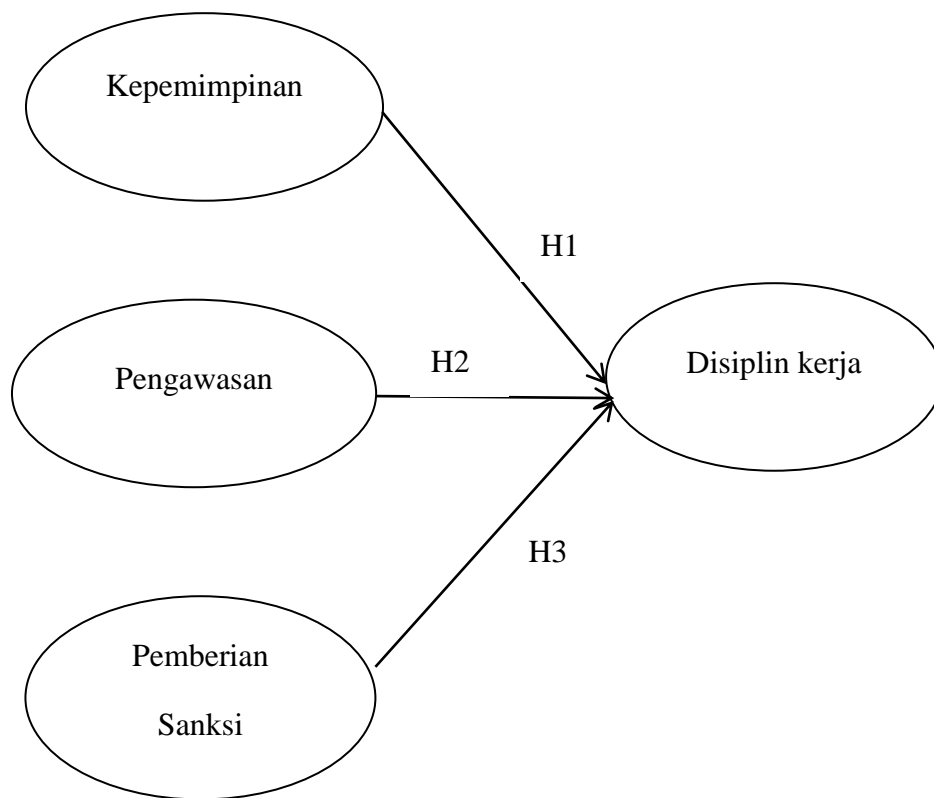 Kepemimpinan
H1
Pengawasan
H2
Disiplin kerja
H3
Pemberian
Sanksi